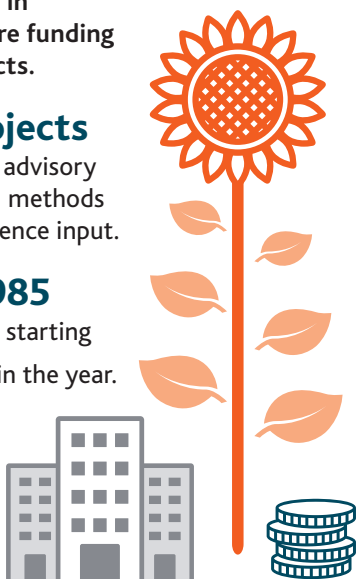 in
re funding
cts.
ojects
advisory
methods
ence input.
985
starting
in the year.